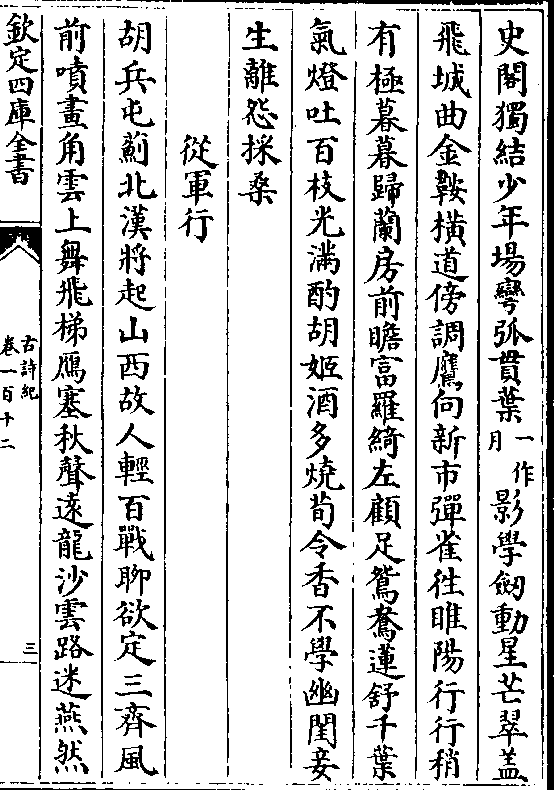 史閣獨結少年場彎弧貫葉一作月影學劒動星芒翠葢
飛城曲金鞍横道傍調鷹向新市彈雀徃睢陽行行稍
有極暮暮歸蘭房前瞻富羅綺左顧足鴛鴦蓮舒千葉
氣燈吐百枝光滿酌胡姬酒多燒荀令香不學幽閨妾
生離怨採桑
從軍行
胡兵屯薊北漢將起山西故人輕百戰聊欲定三齊風
前噴畫角雲上舞飛梯鴈塞秋聲遠龍沙雲路迷燕然
欽定四庫全書
古詩紀
卷一百十二
三